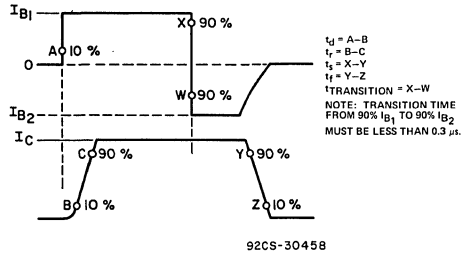 IB1
X 90 %
A 10 %
O
W 90 %
IB2
IC
C 90 %
Y 90 %
B 10 %
Z 10 %
td = A–B
tr = B–C
ts = X–Y
tf = Y–Z
tTRANSITION = X–W
NOTE: TRANSITION TIME
FROM 90% IB1 TO 90% IB2
MUST BE LESS THAN 0.3 µs.
92CS-30458